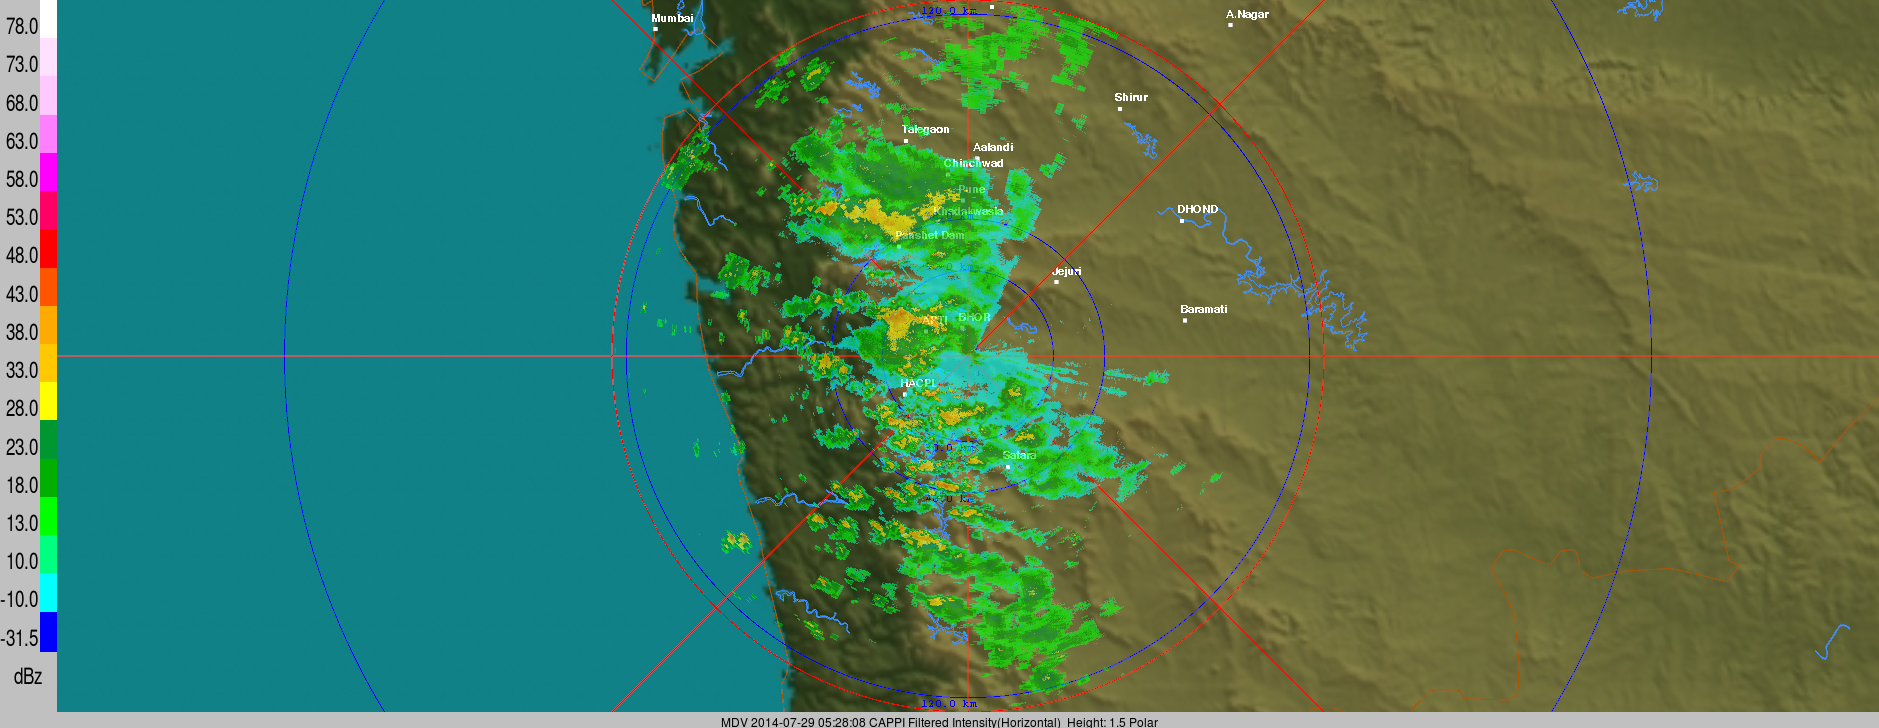 120.0 km
Mumbai
A.Nagar
78.0
73.0
68.0
63.0
58.0
53.0
48.0
43.0
38.0
33.0
28.0
23.0
18.0
13.0
10.0
-10.0
-31.5
dBz
Shirur
Talegaon
Aalandi
Chinchwad
Pune
DHOND
Khadakwasla
Panshet Dam
Jejuri
Baramati
BHOR
Satara
120.0 km
MDV 2014-07-29 05:28:08 CAPPI Filtered Intensity(Horizontal) Height: 1.5 Polar